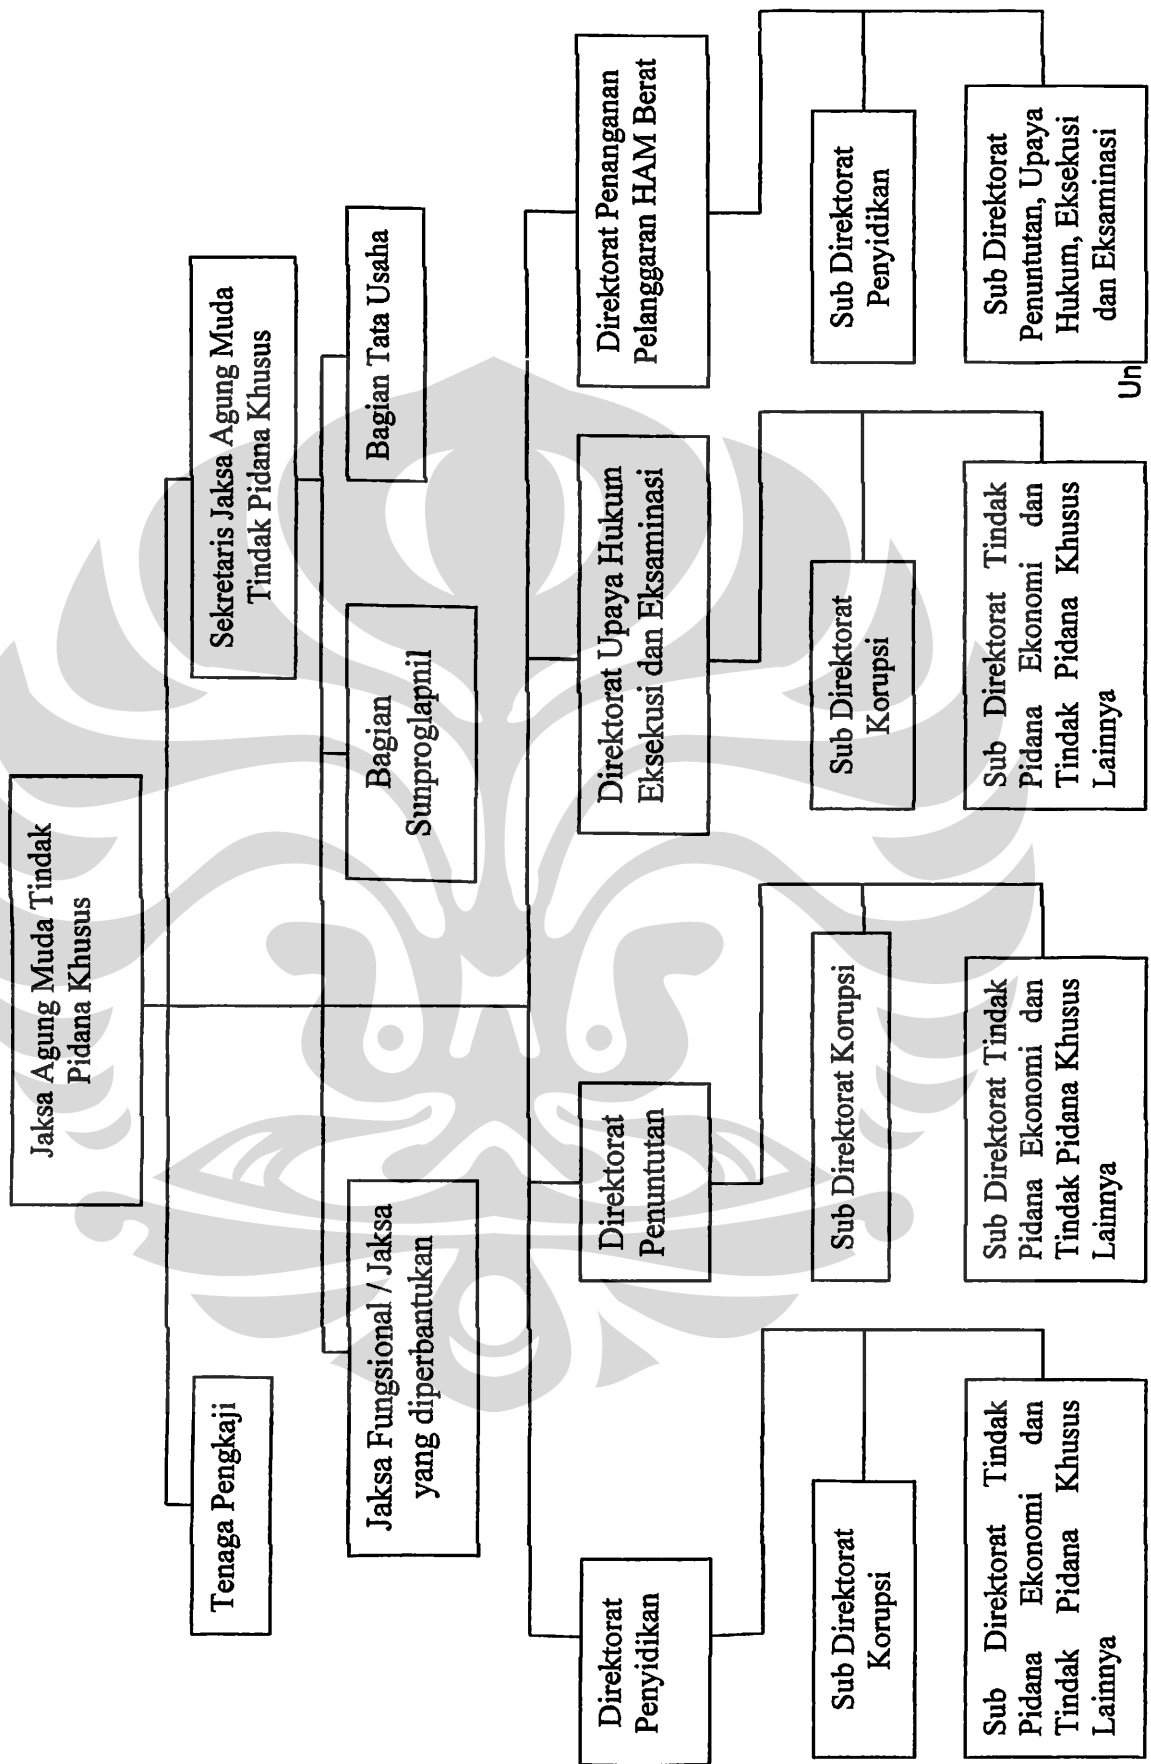 Jaksa Agung Muda Tindak
Pidana Khusus
Tenaga Pengkaji
Sekretaris Jaksa Agung Muda
Tindak Pidana Khusus
Jaksa Fungsional / Jaksa
yang diperbantukan
Bagian
Sunproglapnil
Bagian Tata Usaha
Direktorat
Penyidikan
Direktorat
Penuntutan
Direktorat Upaya Hukum
Eksekusi dan Eksaminasi
Direktorat Penanganan
Pelanggaran HAM Berat
Sub Direktorat
Korupsi
Sub Direktorat Korupsi
Sub Direktorat
Korupsi
Sub Direktorat
Penyidikan
Sub Direktorat Tindak
Pidana Ekonomi dan
Tindak Pidana Khusus
Lainnya
Sub Direktorat Tindak
Pidana Ekonomi dan
Tindak Pidana Khusus
Lainnya
Sub Direktorat Tindak
Pidana Ekonomi dan
Tindak Pidana Khusus
Lainnya
Sub Direktorat
Penuntutan, Upaya
Hukum, Eksekusi
dan Eksaminasi
Un